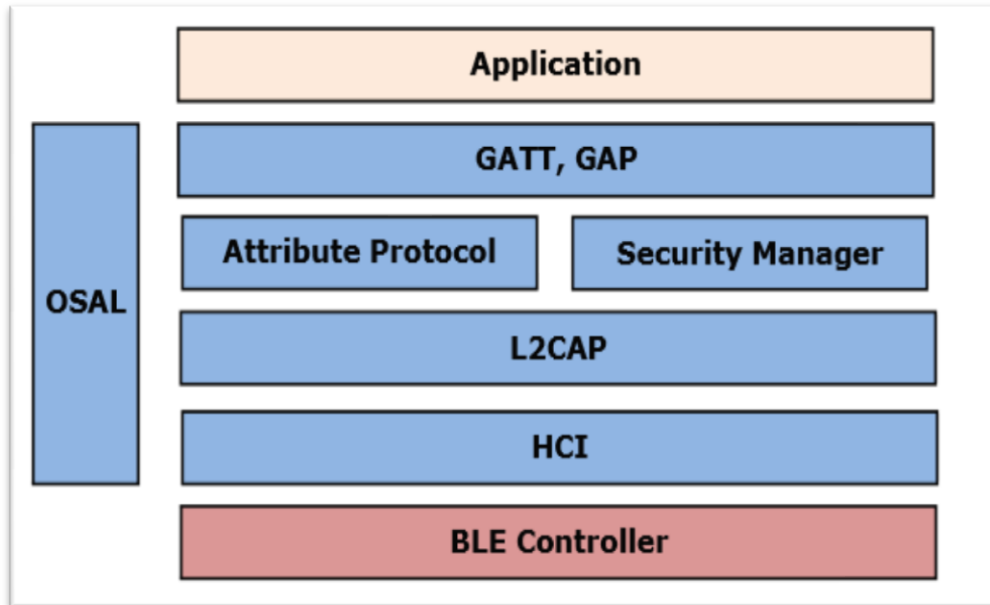 Application
GATT, GAP
Attribute Protocol
Security Manager
OSAL
L2CAP
HCI
BLE Controller